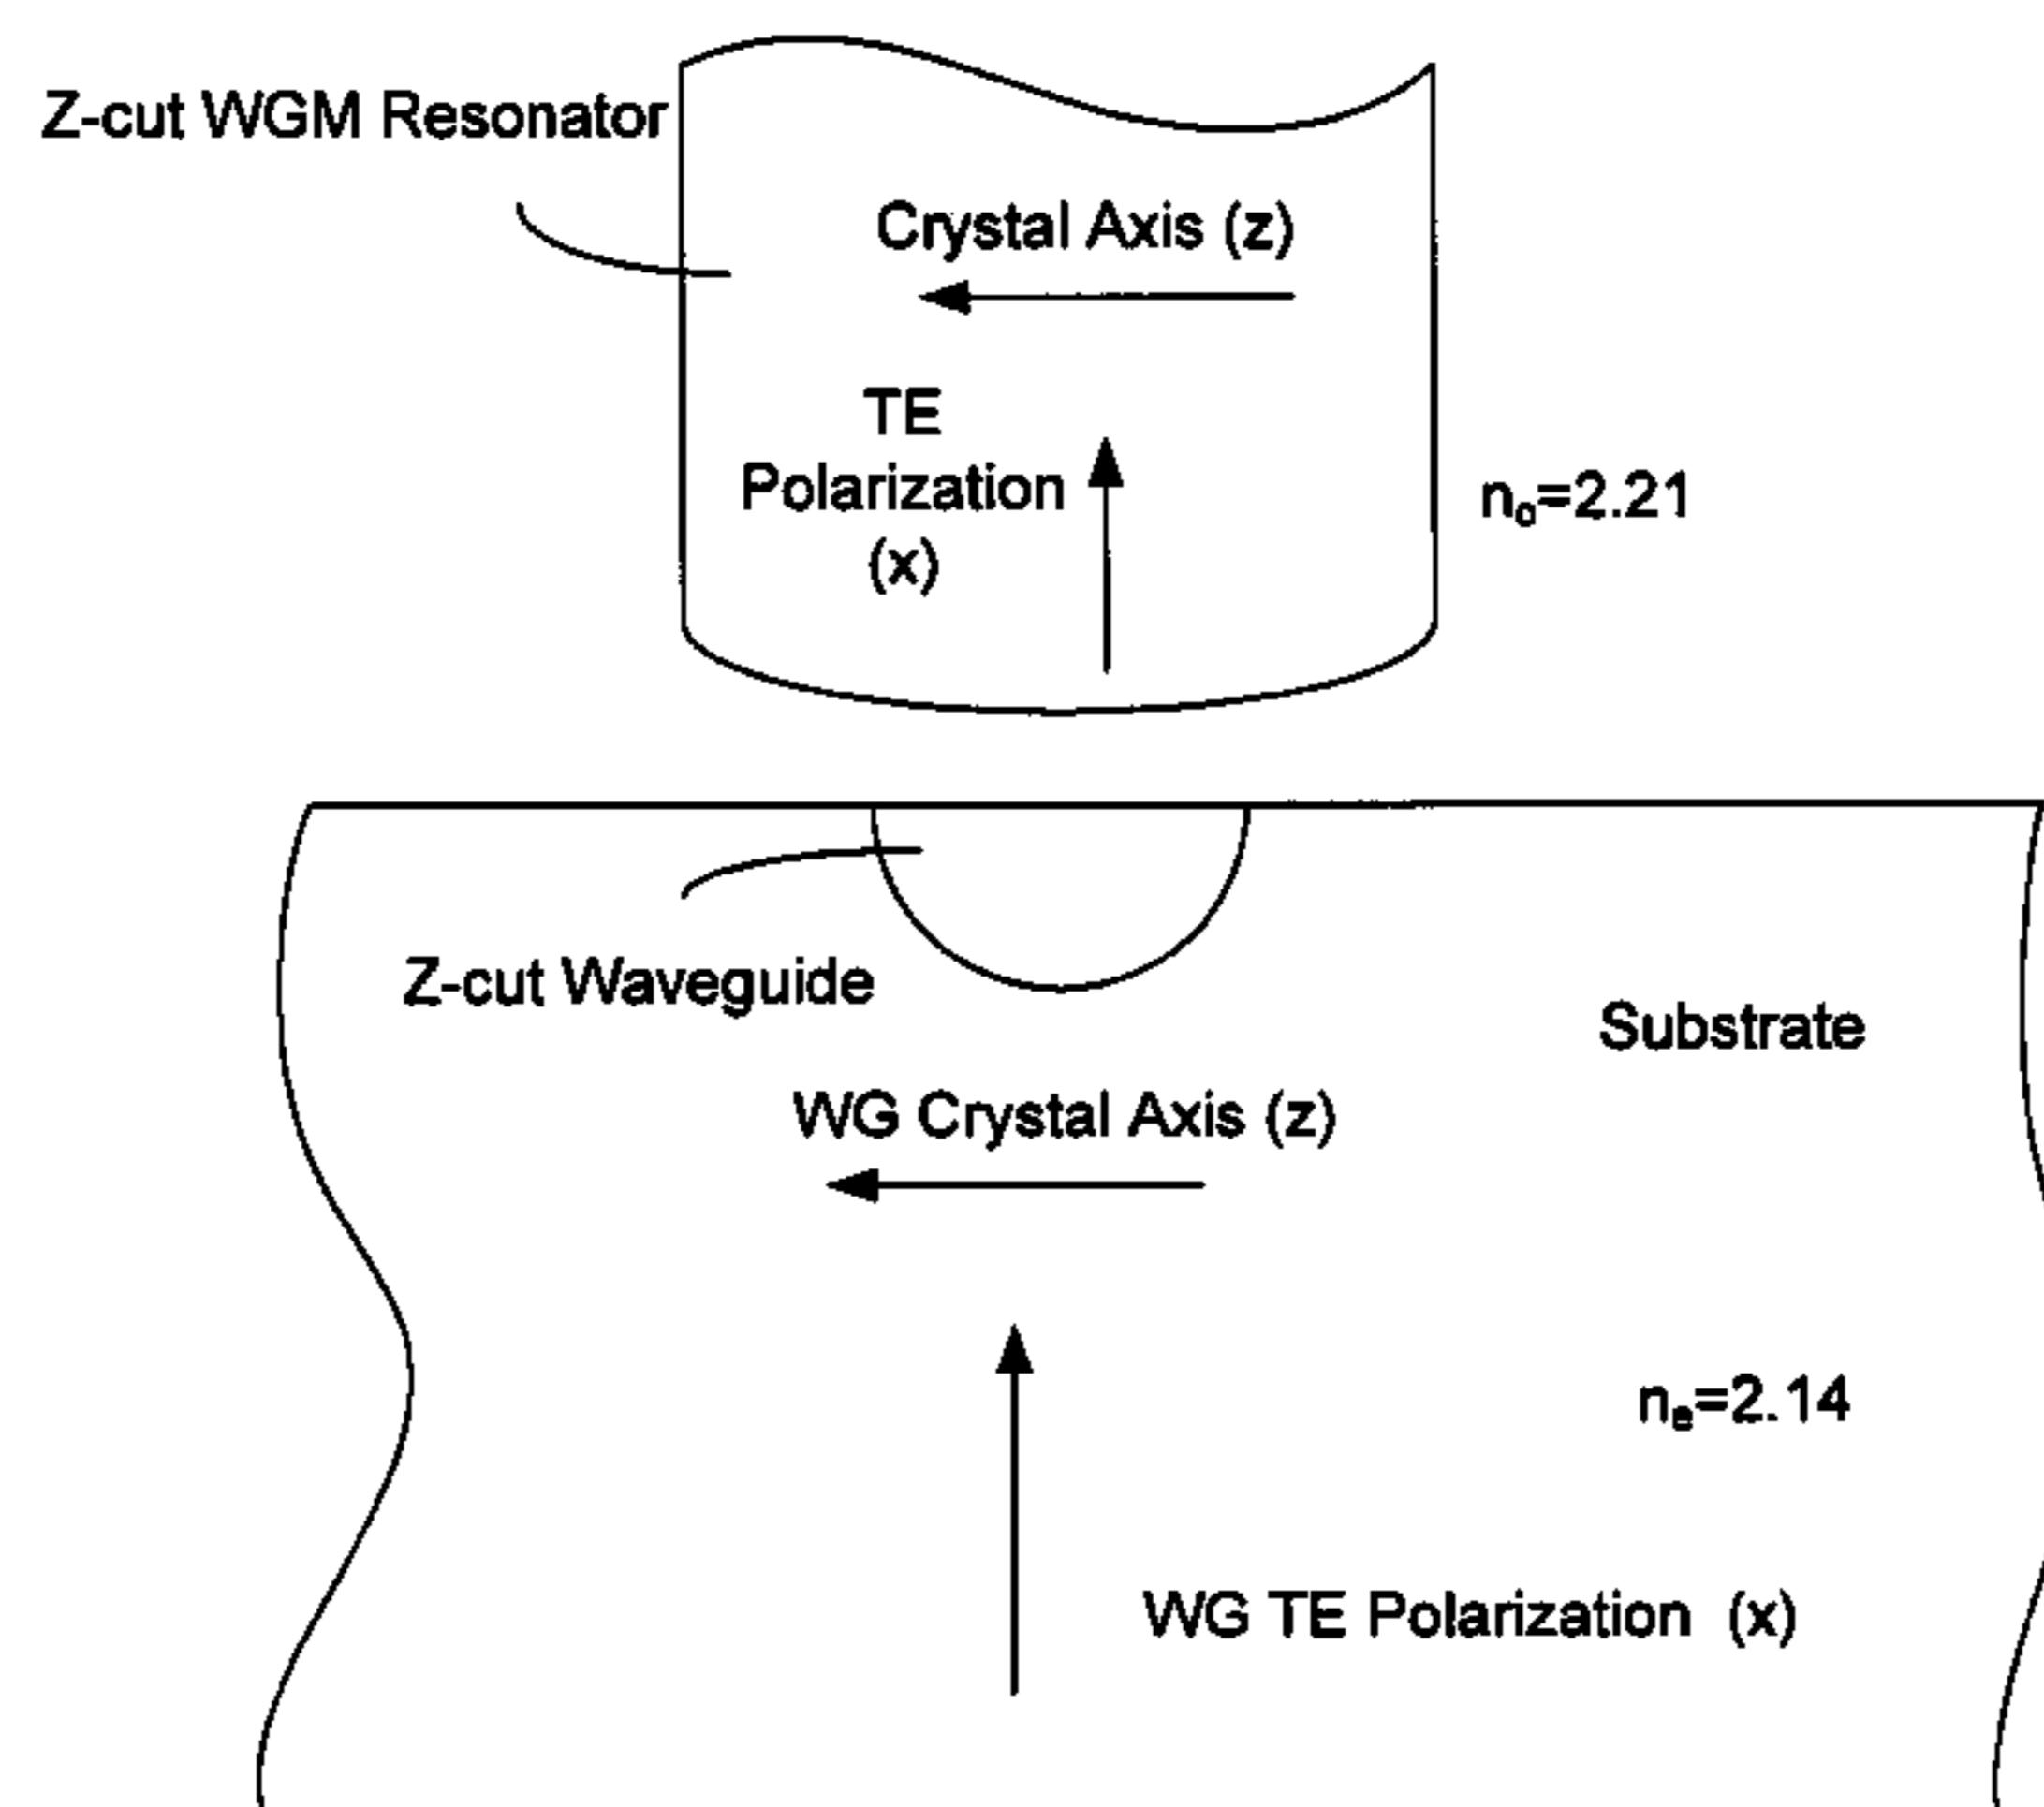 Z-cut WGM Resonator
Crystal Axis (z)
TE
Polarization
(x)
nₒ=2.21
Z-cut Waveguide
Substrate
WG Crystal Axis (z)
nₑ=2.14
WG TE Polarization (x)